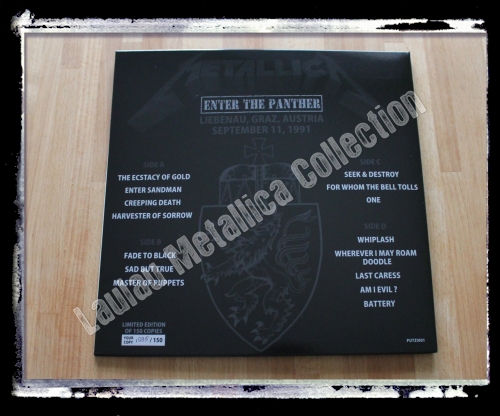 METALLICA
ENTER THE PANTHER
LIEBENAU, GRAZ, AUSTRIA
SEPTEMBER 11, 1991
SIDE A
THE ECSTACY OF GOLD
ENTER SANDMAN
CREEPING DEATH
HARVESTER OF SORROW
SIDE B
FADE TO BLACK
SAD BUT TRUE
MASTER OF PUPPETS
SIDE C
SEEK & DESTROY
FOR WHOM THE BELL TOLLS
ONE
SIDE D
WHIPLASH
WHEREVER I MAY ROAM
DOODLE
LAST CARESS
AM I EVIL ?
BATTERY
LIMITED EDITION
OF 150 COPIES
YOUR
COPY
/150
Laulau Metallica Collection